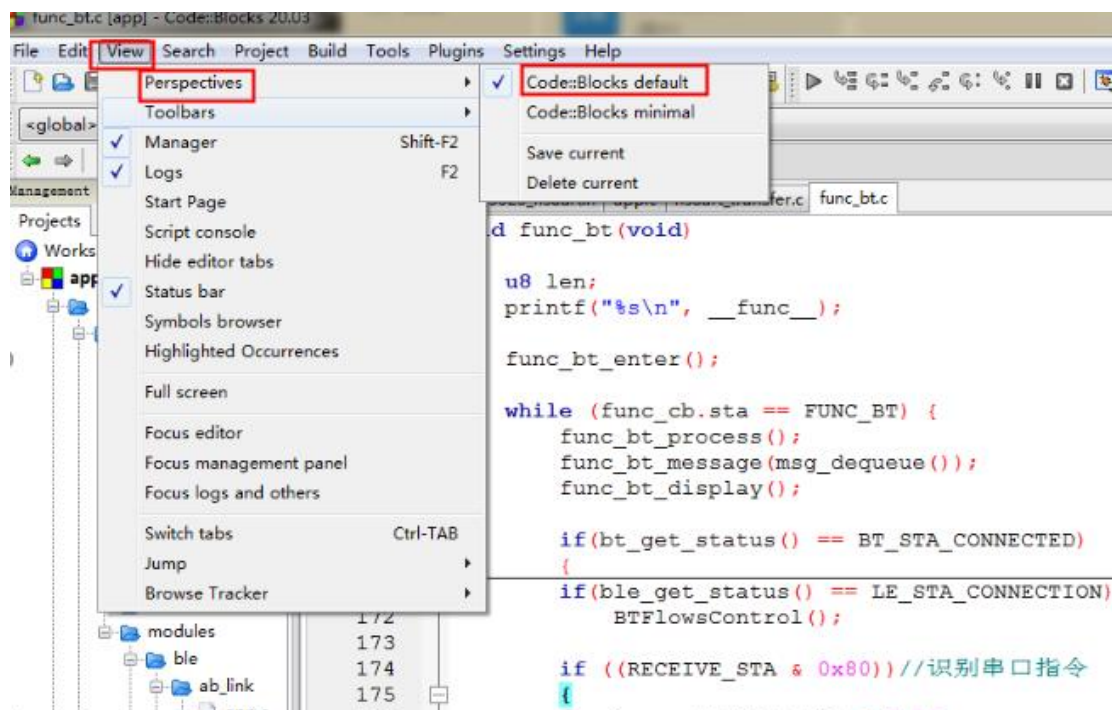 func_bt.c [app] - Code::Blocks 20.03
File Edit View Search Project Build Tools Plugins Settings Help
Perspectives
Code::Blocks default
Toolbars
Code::Blocks minimal
<global>
Manager Shift-F2
Save current
Logs F2
Delete current
Management
Start Page
fer.c func_bt.c
Projects
Script console
d func_bt(void)
Works
Hide editor tabs
app
Status bar
u8 len;
Symbols browser
printf("%s\n", __func__);
Highlighted Occurrences
func_bt_enter();
Full screen
while (func_cb.sta == FUNC_BT) {
Focus editor
func_bt_process();
Focus management panel
func_bt_message(msg_dequeue());
Focus logs and others
func_bt_display();
Switch tabs Ctrl-TAB
if(bt_get_status() == BT_STA_CONNECTED)
Jump
{
Browse Tracker
if(ble_get_status() == LE_STA_CONNECTION)
172
BTFlowsControl();
modules
173
ble
174 if ((RECEIVE_STA & 0x80))//识别串口指令
ab_link
175 {